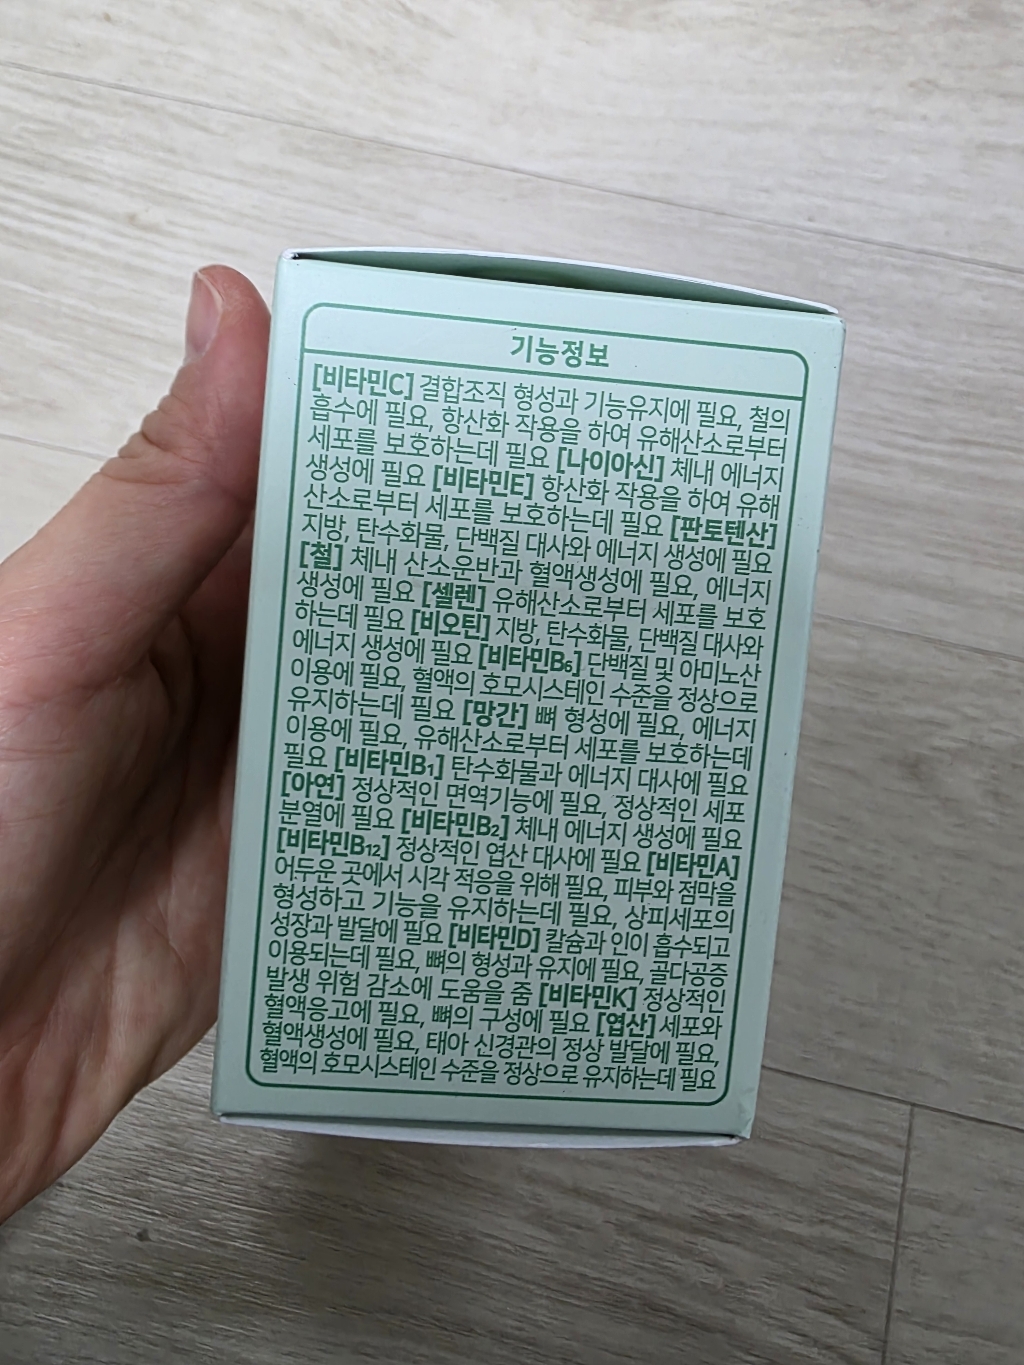 기능정보
[비타민C] 결합조직 형성과 기능유지에 필요, 철의
흡수에 필요, 항산화 작용을 하여 유해산소로부터
세포를 보호하는데 필요 [나이아신] 체내 에너지
생성에 필요 [비타민E] 항산화 작용을 하여 유해
산소로부터 세포를 보호하는데 필요 [판토텐산]
지방, 탄수화물, 단백질 대사와 에너지 생성에 필요
[철] 체내 산소운반과 혈액생성에 필요, 에너지
생성에 필요 [셀렌] 유해산소로부터 세포를 보호
하는데 필요 [비오틴] 지방, 탄수화물, 단백질 대사와
에너지 생성에 필요 [비타민B₆] 단백질 및 아미노산
이용에 필요, 혈액의 호모시스테인 수준을 정상으로
유지하는데 필요 [망간] 뼈 형성에 필요, 에너지
이용에 필요, 유해산소로부터 세포를 보호하는데
필요 [비타민B₁] 탄수화물과 에너지 대사에 필요
[아연] 정상적인 면역기능에 필요, 정상적인 세포
분열에 필요 [비타민B₂] 체내 에너지 생성에 필요
[비타민B₁₂] 정상적인 엽산 대사에 필요 [비타민A]
어두운 곳에서 시각 적응을 위해 필요, 피부와 점막을
형성하고 기능을 유지하는데 필요, 상피세포의
성장과 발달에 필요 [비타민D] 칼슘과 인이 흡수되고
이용되는데 필요, 뼈의 형성과 유지에 필요, 골다공증
발생 위험 감소에 도움을 줌 [비타민K] 정상적인
혈액응고에 필요, 뼈의 구성에 필요 [엽산] 세포와
혈액생성에 필요, 태아 신경관의 정상 발달에 필요,
혈액의 호모시스테인 수준을 정상으로 유지하는데 필요